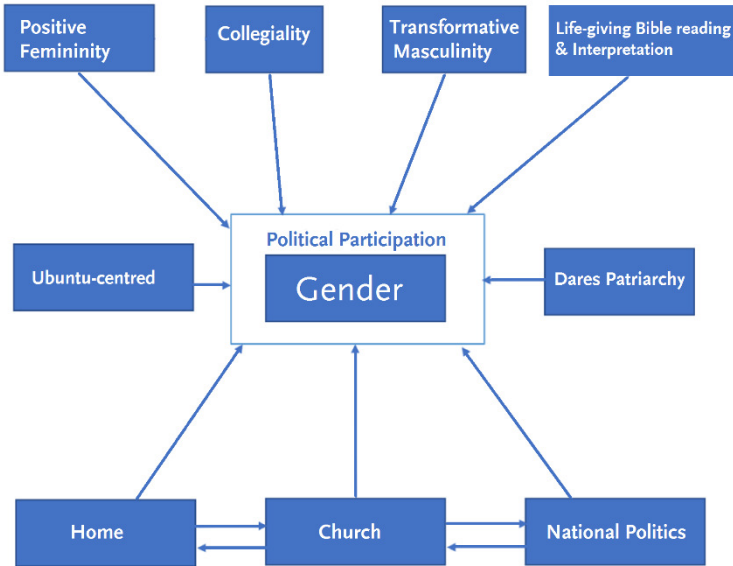 Positive
Femininity
Collegiality
Transformative
Masculinity
Life-giving Bible reading
& Interpretation
Political Participation
Gender
Ubuntu-centred
Dares Patriarchy
Home
Church
National Politics